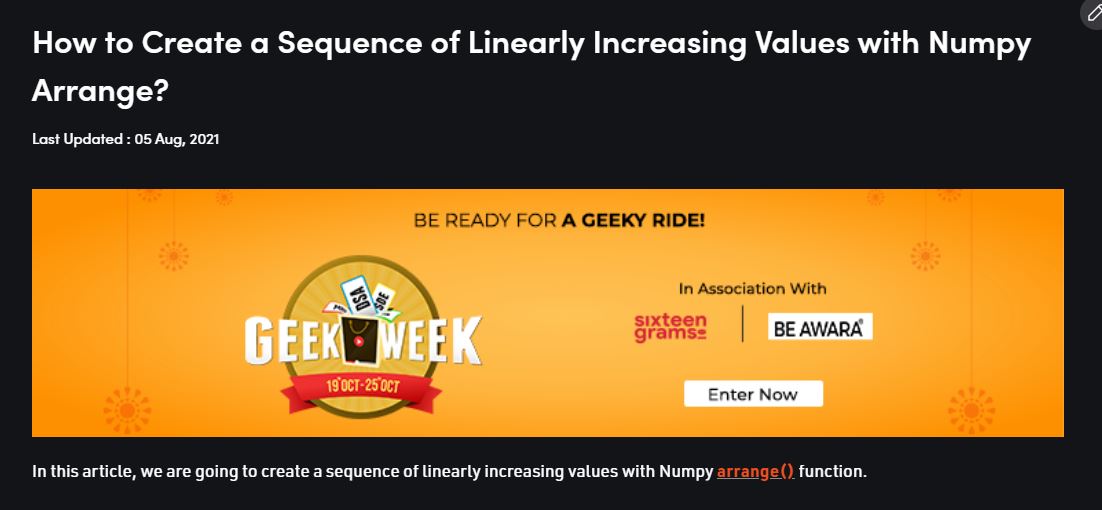 How to Create a Sequence of Linearly Increasing Values with Numpy
Arrange?
Last Updated : 05 Aug, 2021
BE READY FOR A GEEKY RIDE!
DSA
GEEK WEEK
19 OCT - 25 OCT
In Association With
sixteen
grams
BE AWARA®
Enter Now
In this article, we are going to create a sequence of linearly increasing values with Numpy arrange() function.